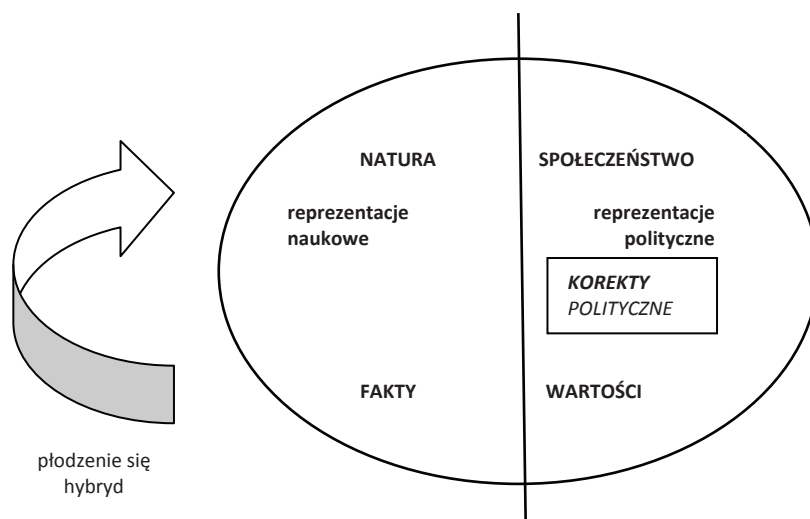 NATURA
SPOŁECZEŃSTWO
reprezentacje
naukowe
reprezentacje
polityczne
KOREKTY
POLITYCZNE
FAKTY
WARTOŚCI
płodzenie się
hybryd